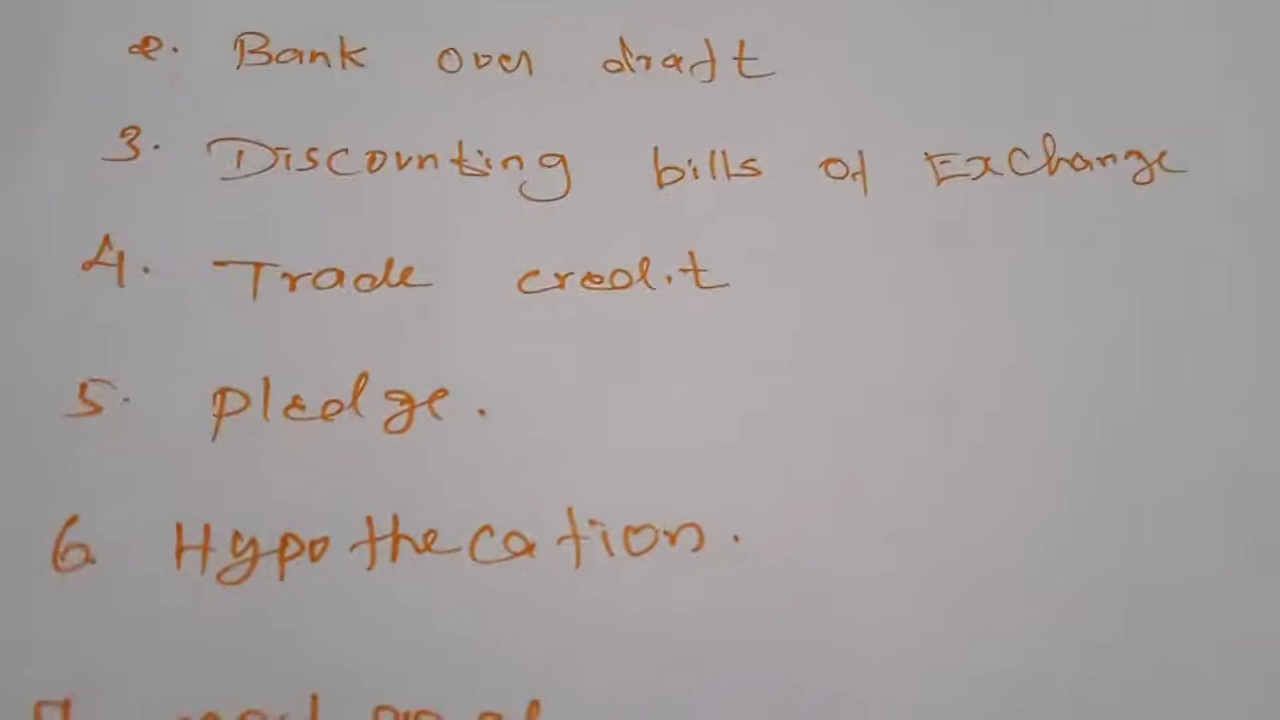 2. Bank over draft
3. Discounting bills of Exchange
4. Trade credit
5. pledge.
6. Hypothecation.